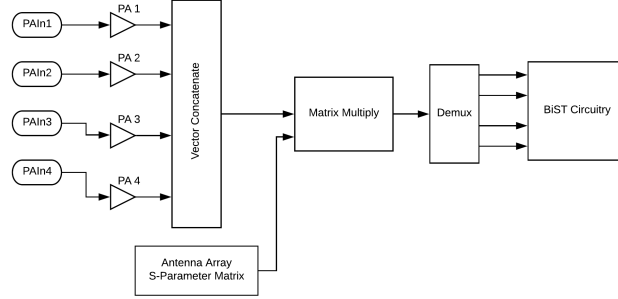 PAIn1
PA 1
PAIn2
PA 2
PAIn3
PA 3
PAIn4
PA 4
Vector Concatenate
Matrix Multiply
Demux
BiST Circuitry
Antenna Array
S-Parameter Matrix